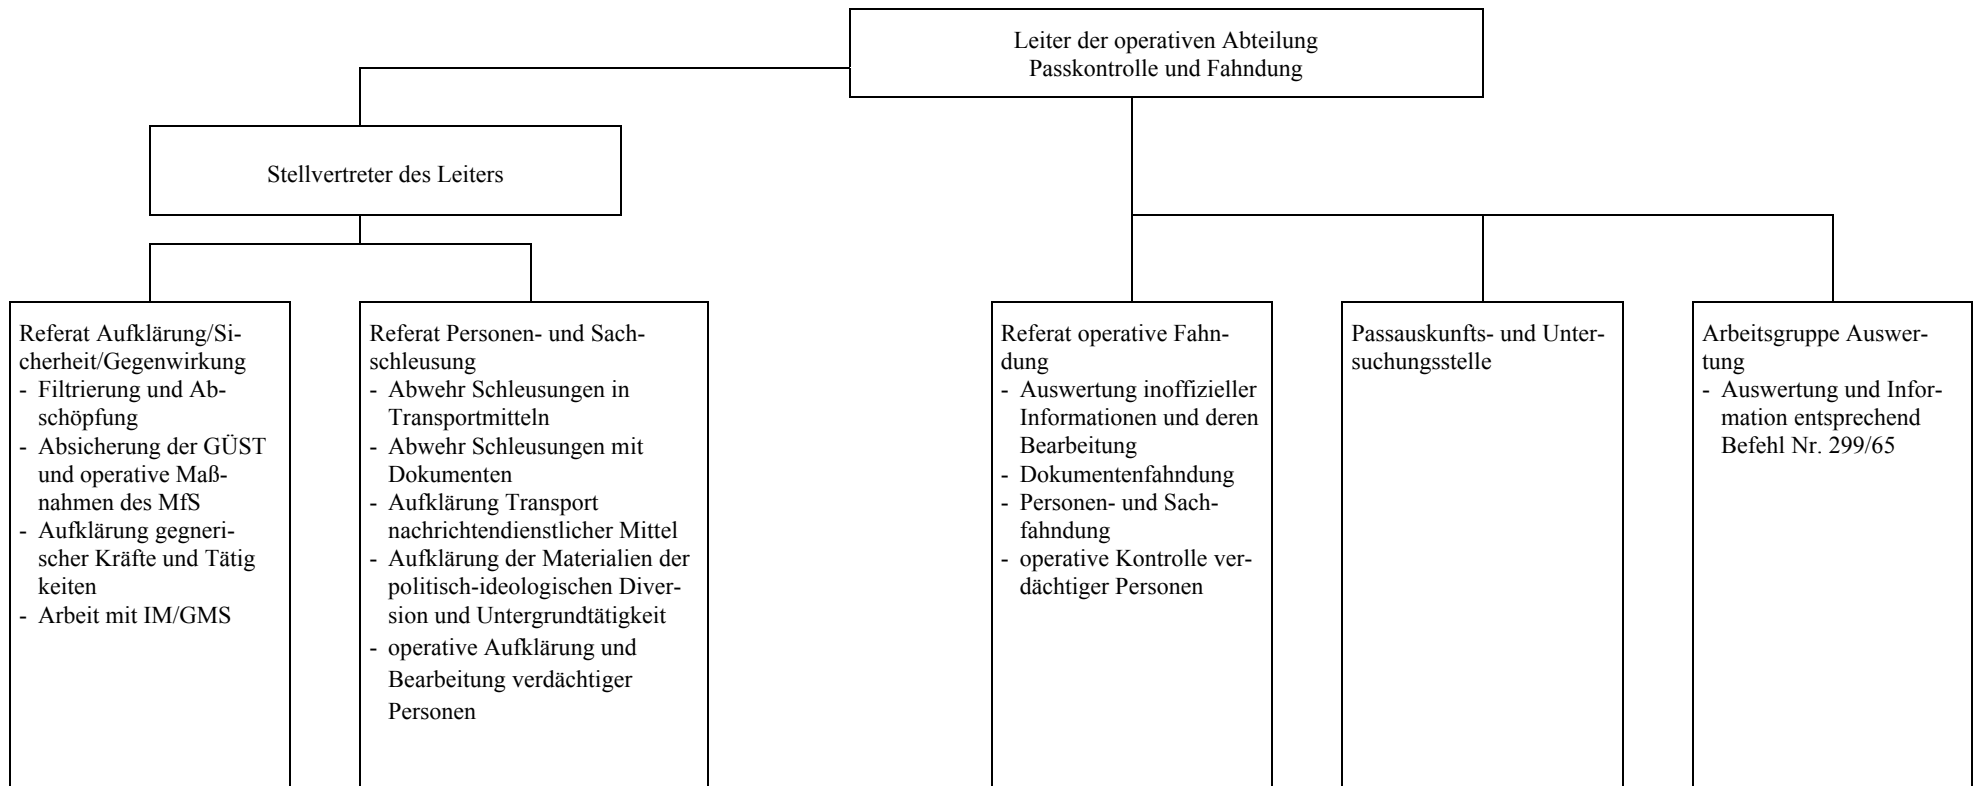 Leiter der operativen Abteilung
Passkontrolle und Fahndung
Stellvertreter des Leiters
Referat Aufklärung/Si-
cherheit/Gegenwirkung
- Filtrierung und Ab-
schöpfung
- Absicherung der GÜST
und operative Maß-
nahmen des MfS
- Aufklärung gegneri-
scher Kräfte und Tätig
keiten
- Arbeit mit IM/GMS
Referat Personen- und Sach-
schleusung
- Abwehr Schleusungen in
Transportmitteln
- Abwehr Schleusungen mit
Dokumenten
- Aufklärung Transport
nachrichtendienstlicher Mittel
- Aufklärung der Materialien der
politisch-ideologischen Diver-
sion und Untergrundtätigkeit
- operative Aufklärung und
Bearbeitung verdächtiger
Personen
Referat operative Fahn-
dung
- Auswertung inoffizieller
Informationen und deren
Bearbeitung
- Dokumentenfahndung
- Personen- und Sach-
fahndung
- operative Kontrolle ver-
dächtiger Personen
Passauskunfts- und Unter-
suchungsstelle
Arbeitsgruppe Auswer-
tung
- Auswertung und Infor-
mation entsprechend
Befehl Nr. 299/65